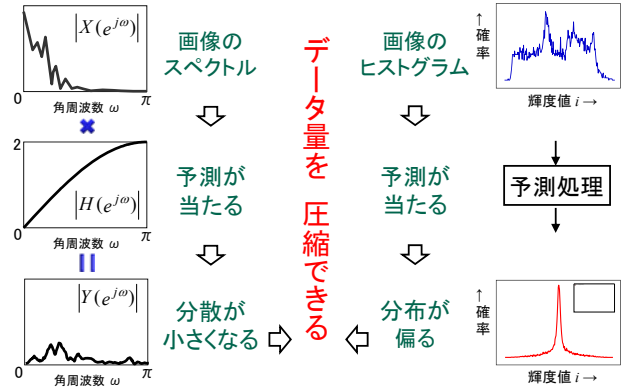 |X(e^{jω})|
0
π
角周波数 ω
×
2
|H(e^{jω})|
0
π
角周波数 ω
=
|Y(e^{jω})|
0
π
角周波数 ω
画像の
スペクトル
予測が
当たる
分散が
小さくなる
データ量を 圧縮できる
画像の
ヒストグラム
予測が
当たる
分布が
偏る
↑確率
輝度値 i →
予測処理
↑確率
輝度値 i →